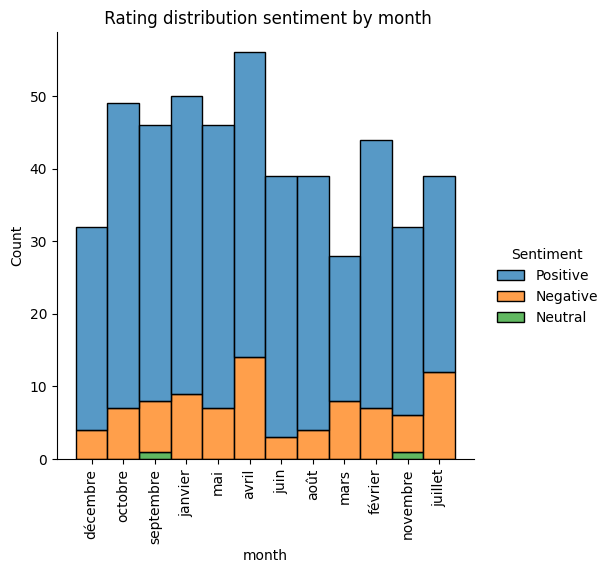 Rating distribution sentiment by month
Count
50
40
30
20
10
0
Sentiment
Positive
Negative
Neutral
décembre
octobre
septembre
janvier
mai
avril
juin
août
mars
février
novembre
juillet
month